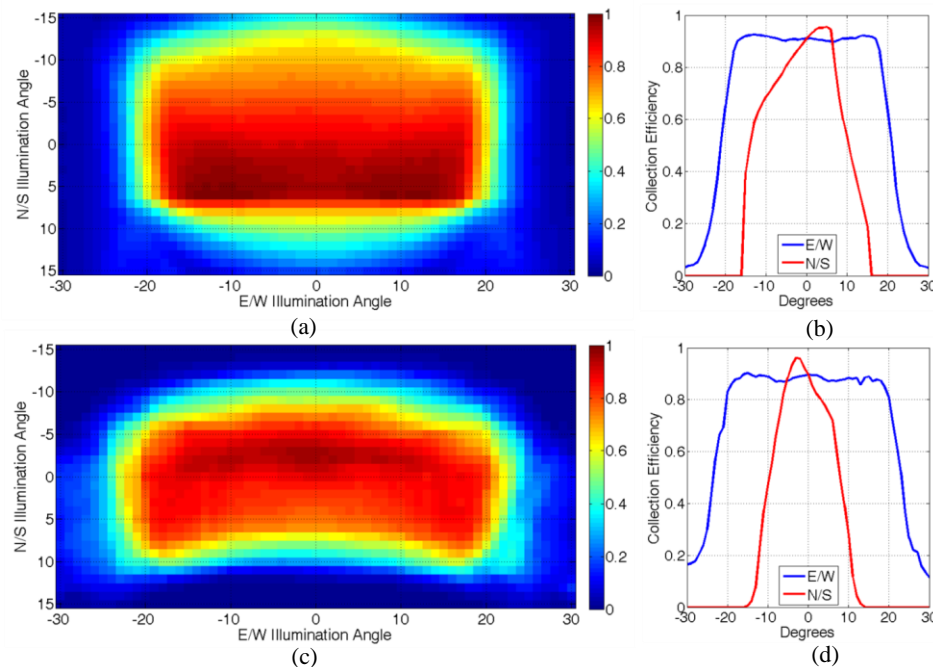 -15
-10
-5
0
5
10
15
N/S Illumination Angle
-30 -20 -10 0 10 20 30
E/W Illumination Angle
1
0.8
0.6
0.4
0.2
0
(a)
1
0.8
0.6
0.4
0.2
0
Collection Efficiency
E/W
N/S
-30 -20 -10 0 10 20 30
Degrees
(b)
-15
-10
-5
0
5
10
15
N/S Illumination Angle
-30 -20 -10 0 10 20 30
E/W Illumination Angle
1
0.8
0.6
0.4
0.2
0
(c)
1
0.8
0.6
0.4
0.2
0
Collection Efficiency
E/W
N/S
-30 -20 -10 0 10 20 30
Degrees
(d)